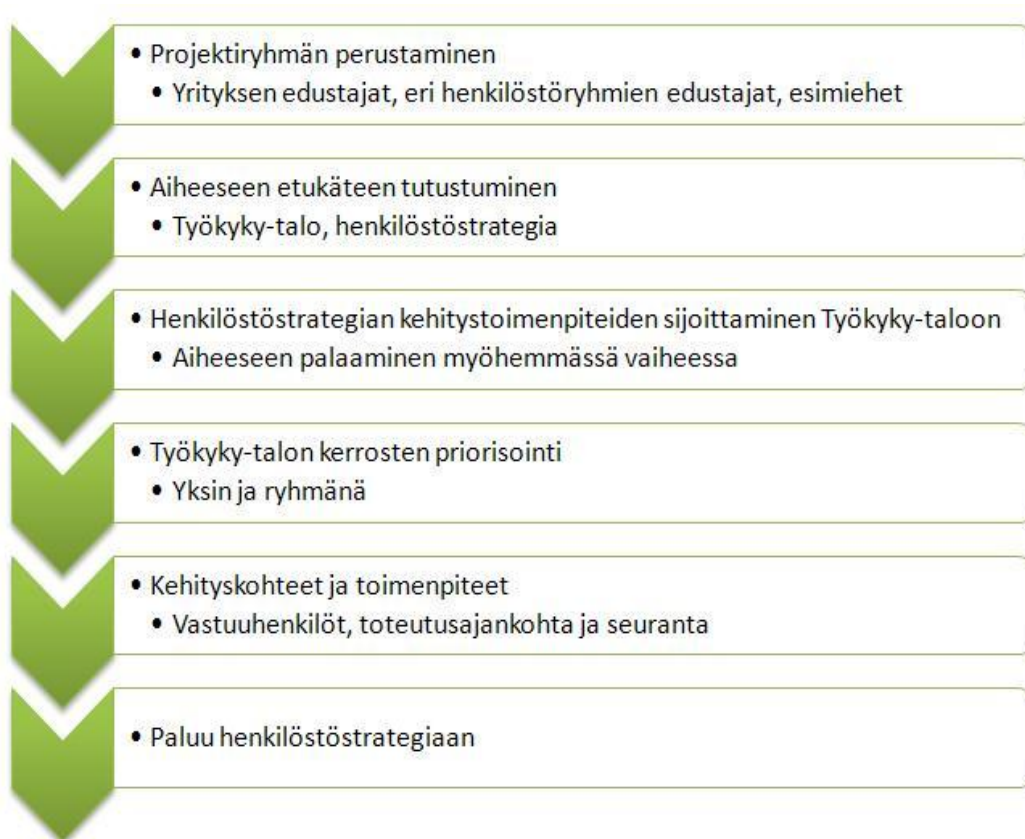 • Projektiryhmän perustaminen
• Yrityksen edustajat, eri henkilöstöryhmien edustajat, esimiehet
• Aiheeseen etukäteen tutustuminen
• Työkyky-talo, henkilöstöstrategia
• Henkilöstöstrategian kehitystoimenpiteiden sijoittaminen Työkyky-taloon
• Aiheeseen palaaminen myöhemmässä vaiheessa
• Työkyky-talon kerrosten priorisointi
• Yksin ja ryhmänä
• Kehityskohteet ja toimenpiteet
• Vastuuhenkilöt, toteutusajankohta ja seuranta
• Paluu henkilöstöstrategiaan